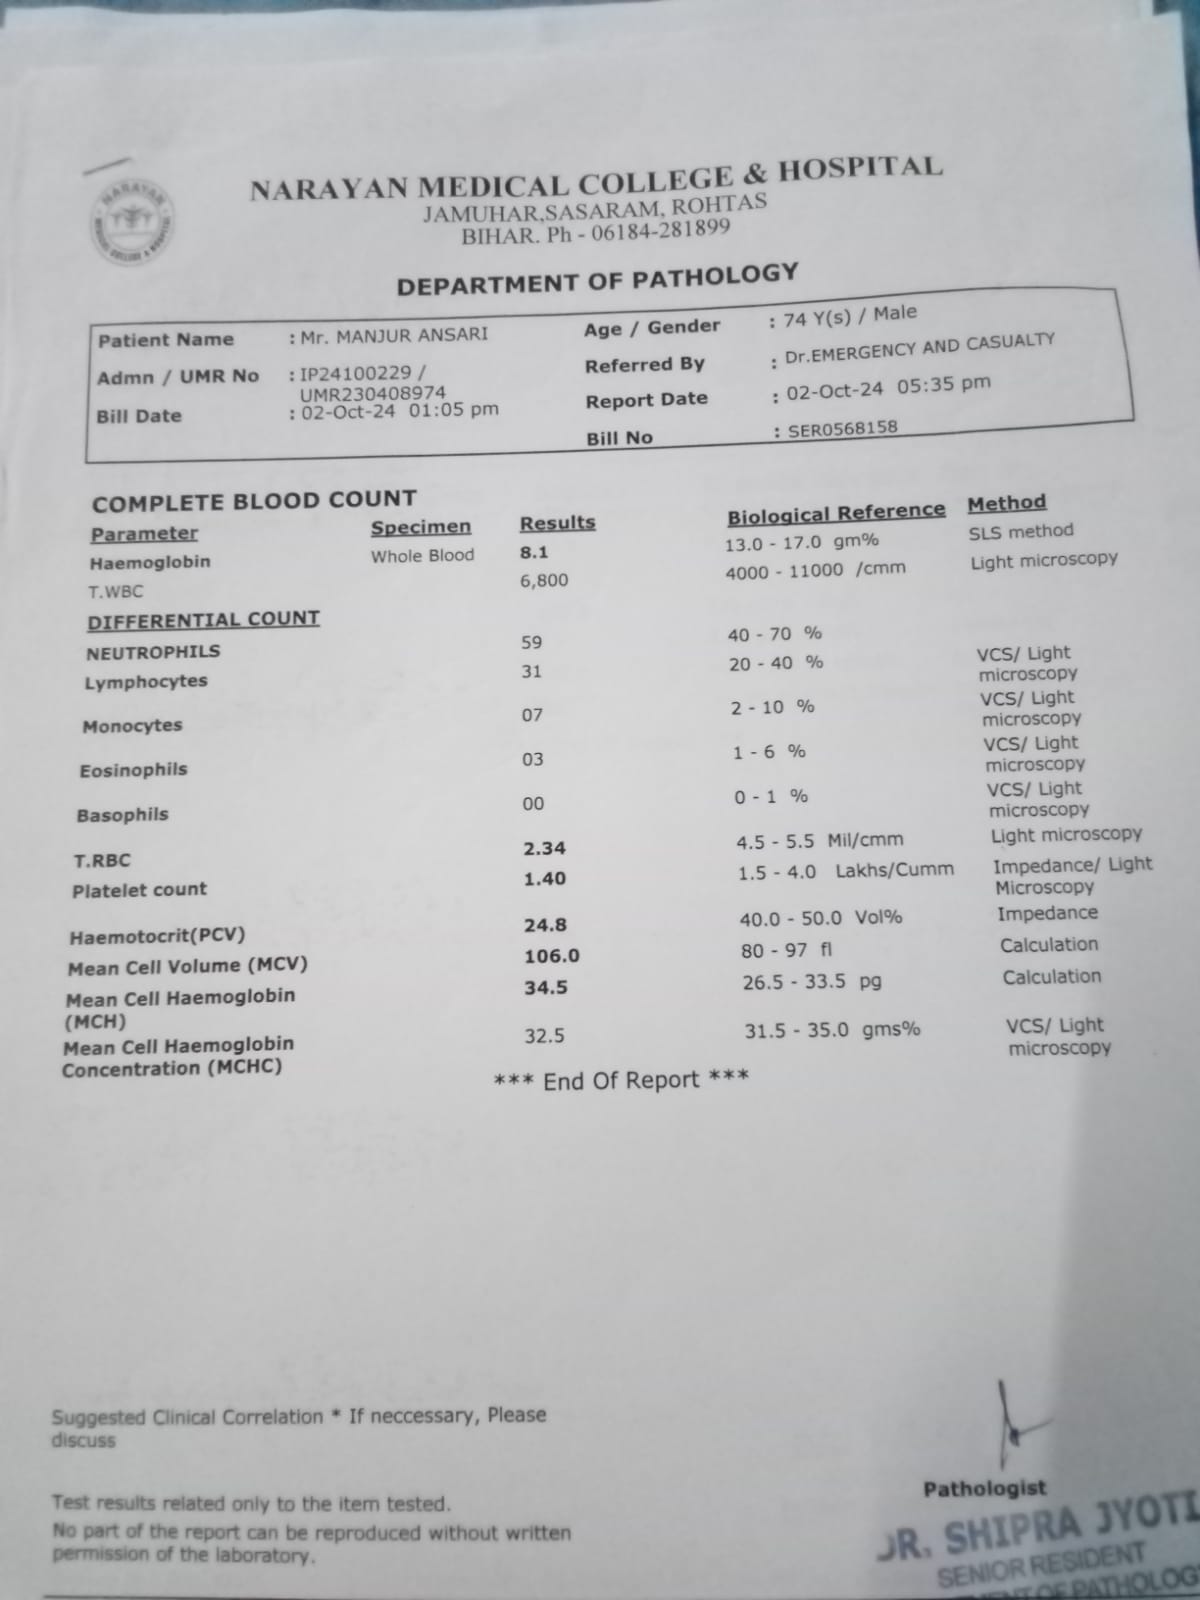 NARAYAN MEDICAL COLLEGE & HOSPITAL
JAMUHAR,SASARAM, ROHTAS
BIHAR. Ph - 06184-281899
DEPARTMENT OF PATHOLOGY
Patient Name : Mr. MANJUR ANSARI Age / Gender : 74 Y(s) / Male
Admn / UMR No : IP24100229 / Referred By : Dr.EMERGENCY AND CASUALTY
UMR230408974
Bill Date : 02-Oct-24 01:05 pm Report Date : 02-Oct-24 05:35 pm
Bill No : SER0568158
COMPLETE BLOOD COUNT
Parameter Specimen Results Biological Reference Method
Haemoglobin Whole Blood 8.1 13.0 - 17.0 gm% SLS method
T.WBC 6,800 4000 - 11000 /cmm Light microscopy
DIFFERENTIAL COUNT
NEUTROPHILS 59 40 - 70 %
Lymphocytes 31 20 - 40 % VCS/ Light
microscopy
Monocytes 07 2 - 10 % VCS/ Light
microscopy
Eosinophils 03 1 - 6 % VCS/ Light
microscopy
Basophils 00 0 - 1 % VCS/ Light
microscopy
T.RBC 2.34 4.5 - 5.5 Mil/cmm Light microscopy
Platelet count 1.40 1.5 - 4.0 Lakhs/Cumm Impedance/ Light
Microscopy
Haemotocrit(PCV) 24.8 40.0 - 50.0 Vol% Impedance
Mean Cell Volume (MCV) 106.0 80 - 97 fl Calculation
Mean Cell Haemoglobin 34.5 26.5 - 33.5 pg Calculation
(MCH)
Mean Cell Haemoglobin 32.5 31.5 - 35.0 gms% VCS/ Light
Concentration (MCHC) microscopy
*** End Of Report ***
Suggested Clinical Correlation * If neccessary, Please
discuss
Pathologist
Test results related only to the item tested.
No part of the report can be reproduced without written
permission of the laboratory.
DR. SHIPRA JYOTI
SENIOR RESIDENT
OF PATHOLOG